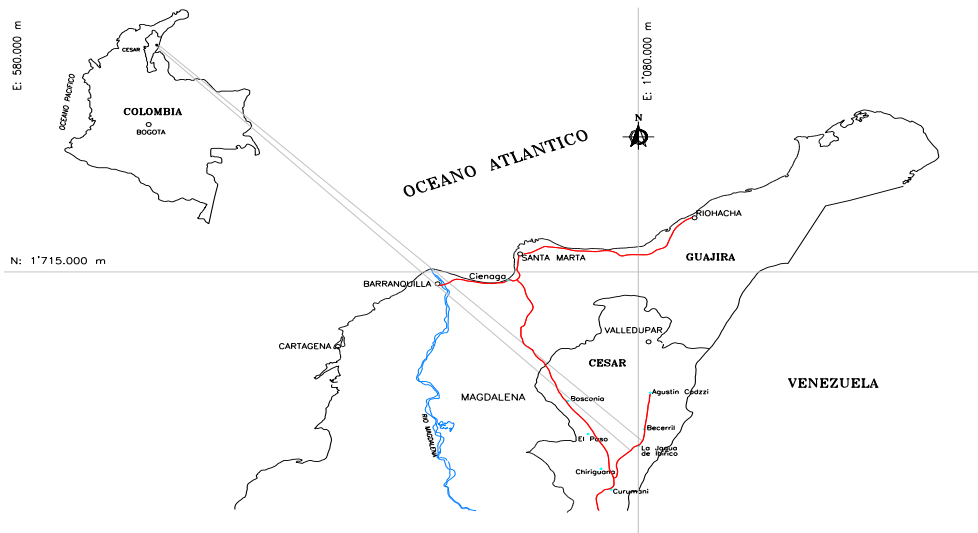 E: 580.000 m
E: 1'080.000 m
CESAR
OCEANO PACIFICO
COLOMBIA
BOGOTA
N
OCEANO ATLANTICO
RIOHACHA
N: 1'715.000 m
SANTA MARTA
GUAJIRA
Cienaga
BARRANQUILLA
VALLEDUPAR
CARTAGENA
CESAR
VENEZUELA
MAGDALENA
Agustin Codzzi
Bosconia
RIO MAGDALENA
Becerril
El Paso
La Jagua
de Ibirico
Chiriguana
Curumani